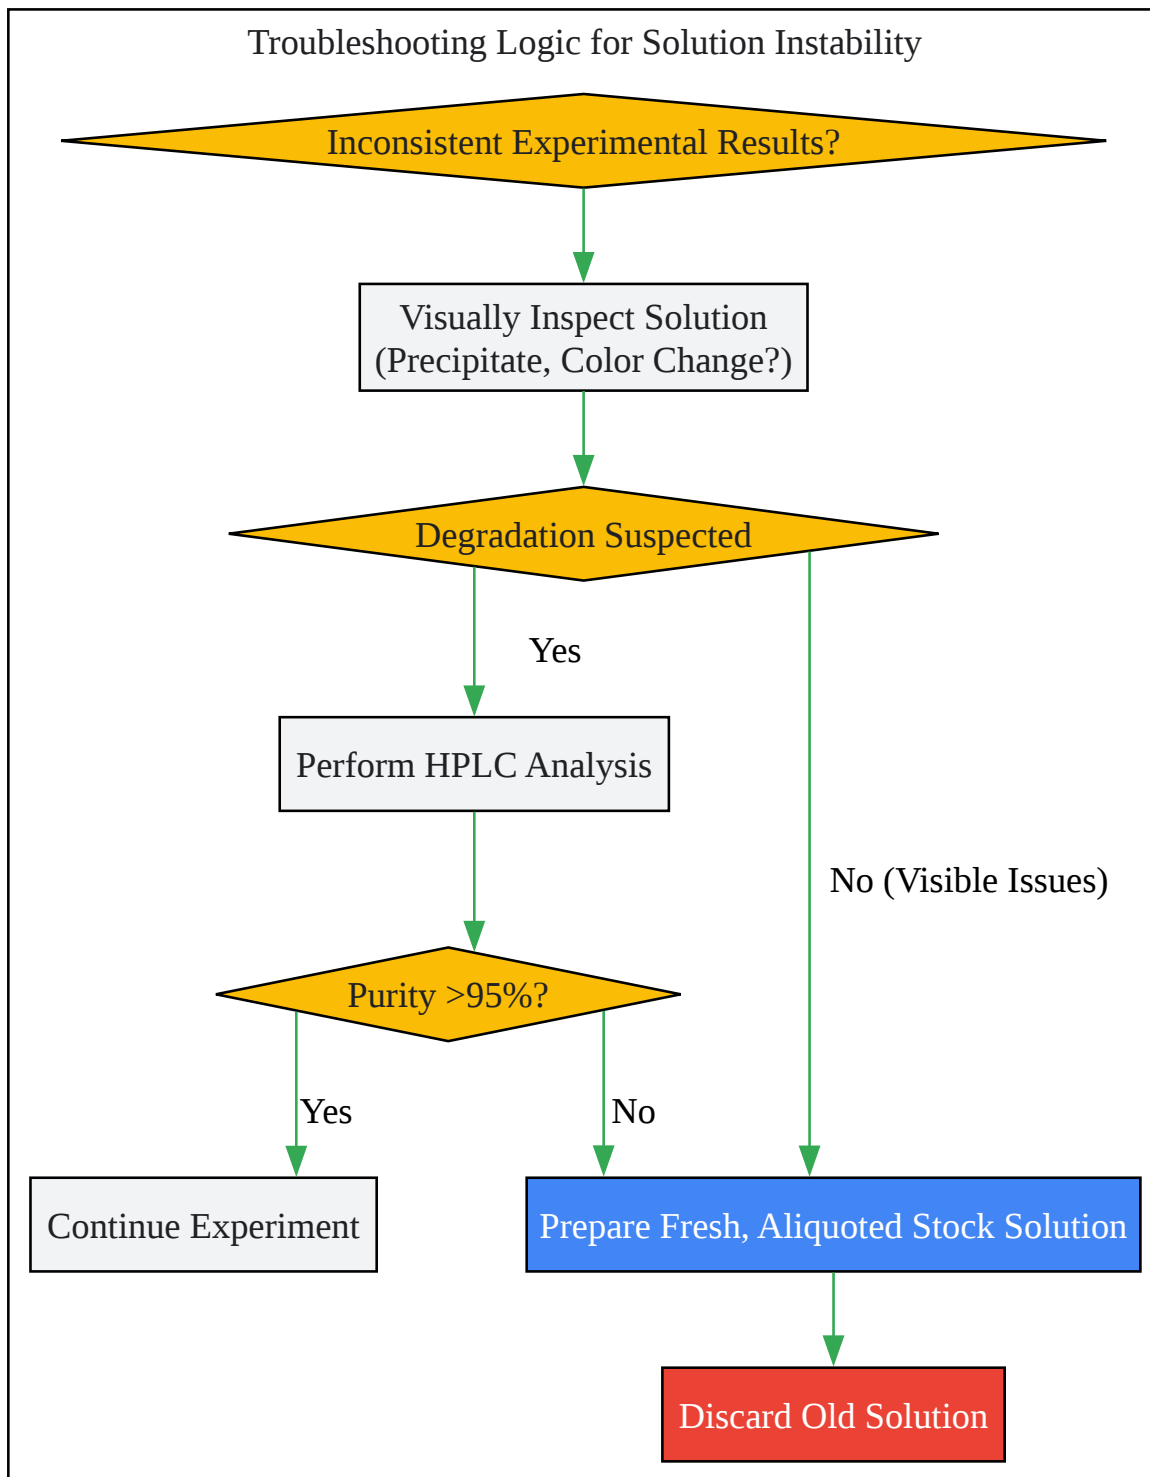 Troubleshooting Logic for Solution Instability
Inconsistent Experimental Results?
Visually Inspect Solution
(Precipitate, Color Change?)
Degradation Suspected
Yes
Perform HPLC Analysis
No (Visible Issues)
Purity >95%?
Yes
No
Continue Experiment
Prepare Fresh, Aliquoted Stock Solution
Discard Old Solution